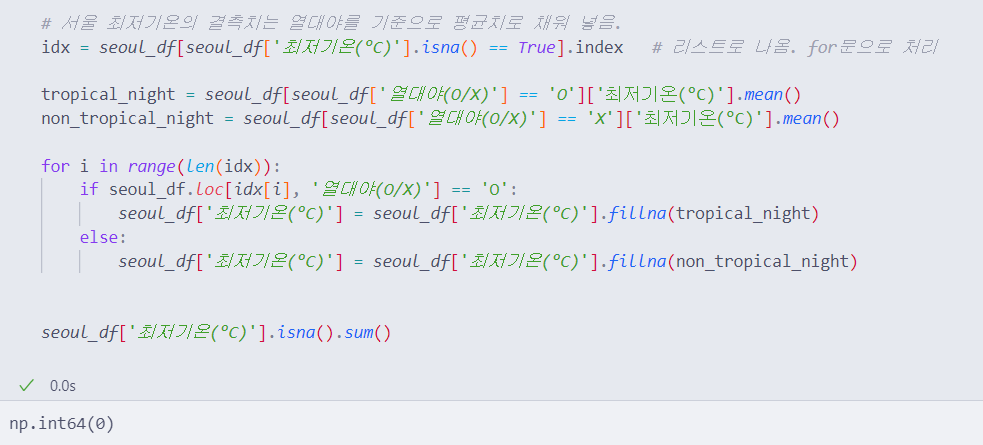 # 서울 최저기온의 결측치는 열대야를 기준으로 평균치로 채워 넣음.
idx = seoul_df[seoul_df['최저기온(℃)'].isna() == True].index   # 리스트로 나옴. for문으로 처리
tropical_night = seoul_df[seoul_df['열대야(O/X)'] == 'O']['최저기온(℃)'].mean()
non_tropical_night = seoul_df[seoul_df['열대야(O/X)'] == 'X']['최저기온(℃)'].mean()
for i in range(len(idx)):
    if seoul_df.loc[idx[i], '열대야(O/X)'] == 'O':
        seoul_df['최저기온(℃)'] = seoul_df['최저기온(℃)'].fillna(tropical_night)
    else:
        seoul_df['최저기온(℃)'] = seoul_df['최저기온(℃)'].fillna(non_tropical_night)
seoul_df['최저기온(℃)'].isna().sum()
0.0s
np.int64(0)